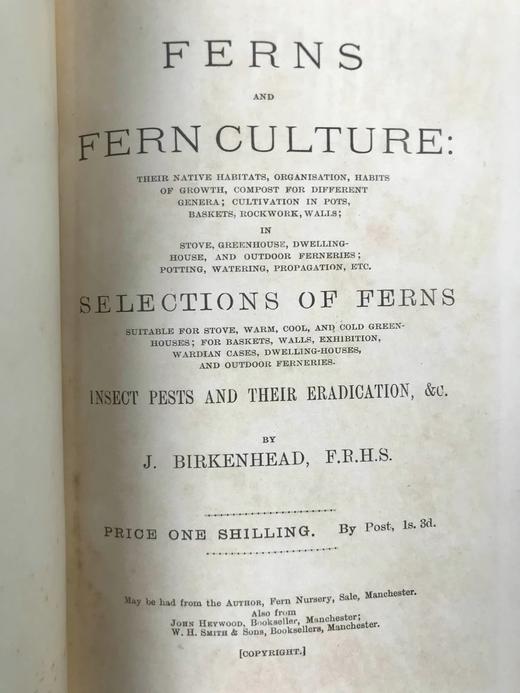 FERNS
AND
FERN CULTURE:
THEIR NATIVE HABITATS, ORGANISATION, HABITS
OF GROWTH, COMPOST FOR DIFFERENT
GENERA; CULTIVATION IN POTS,
BASKETS, ROCKWORK, WALLS;
IN
STOVE, GREENHOUSE, DWELLING-
HOUSE, AND OUTDOOR FERNERIES;
POTTING, WATERING, PROPAGATION, ETC.
SELECTIONS OF FERNS
SUITABLE FOR STOVE, WARM, COOL, AND COLD GREEN-
HOUSES; FOR BASKETS, WALLS, EXHIBITION,
WARDIAN CASES, DWELLING-HOUSES,
AND OUTDOOR FERNERIES.
INSECT PESTS AND THEIR ERADICATION, &c.
BY
J. BIRKENHEAD, F.R.H.S.
PRICE ONE SHILLING. By Post, 1s. 3d.
May be had from the AUTHOR, Fern Nursery, Sale, Manchester.
Also from
JOHN HEYWOOD, Bookseller, Manchester;
W. H. SMITH & SONS, Booksellers, Manchester.
[COPYRIGHT.]